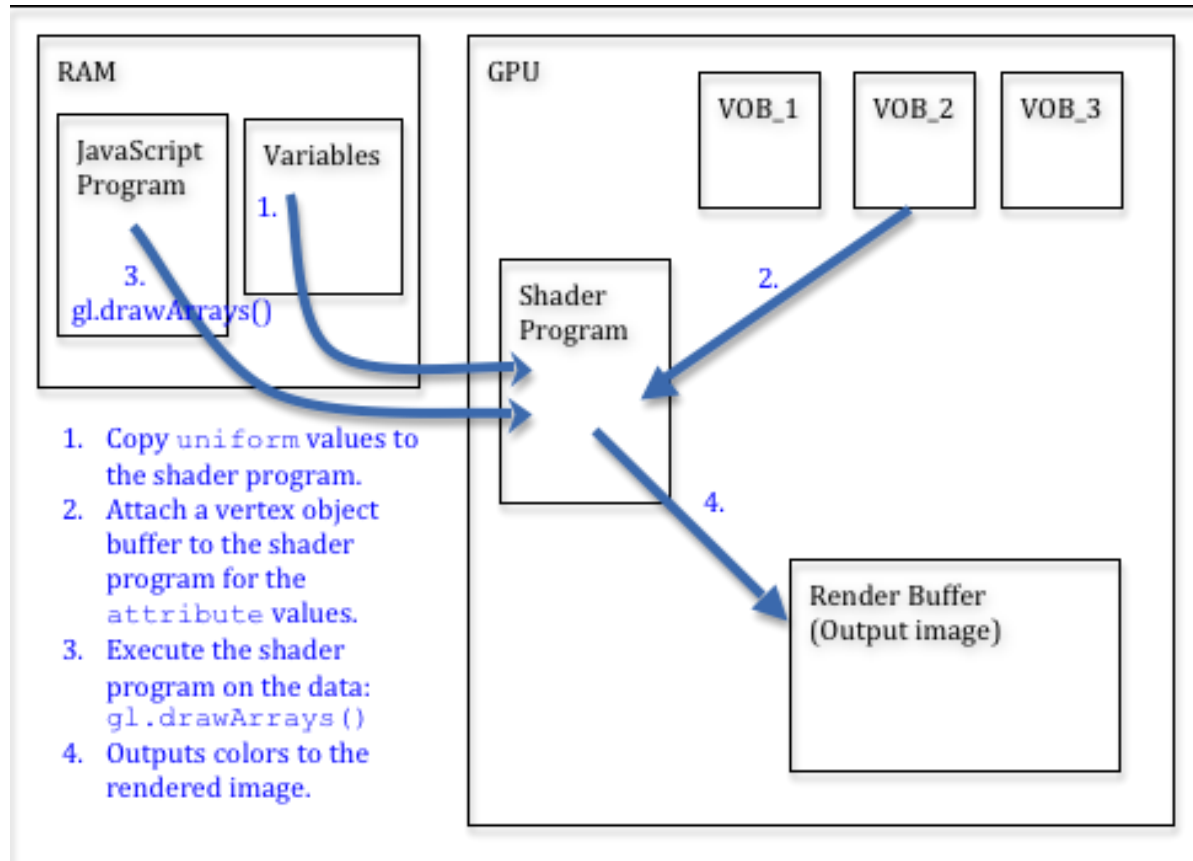 RAM
JavaScript
Program
Variables
1.
3.
gl.drawArrays()
GPU
VOB_1
VOB_2
VOB_3
2.
Shader
Program
4.
Render Buffer
(Output image)
1. Copy uniform values to
the shader program.
2. Attach a vertex object
buffer to the shader
program for the
attribute values.
3. Execute the shader
program on the data:
gl.drawArrays()
4. Outputs colors to the
rendered image.